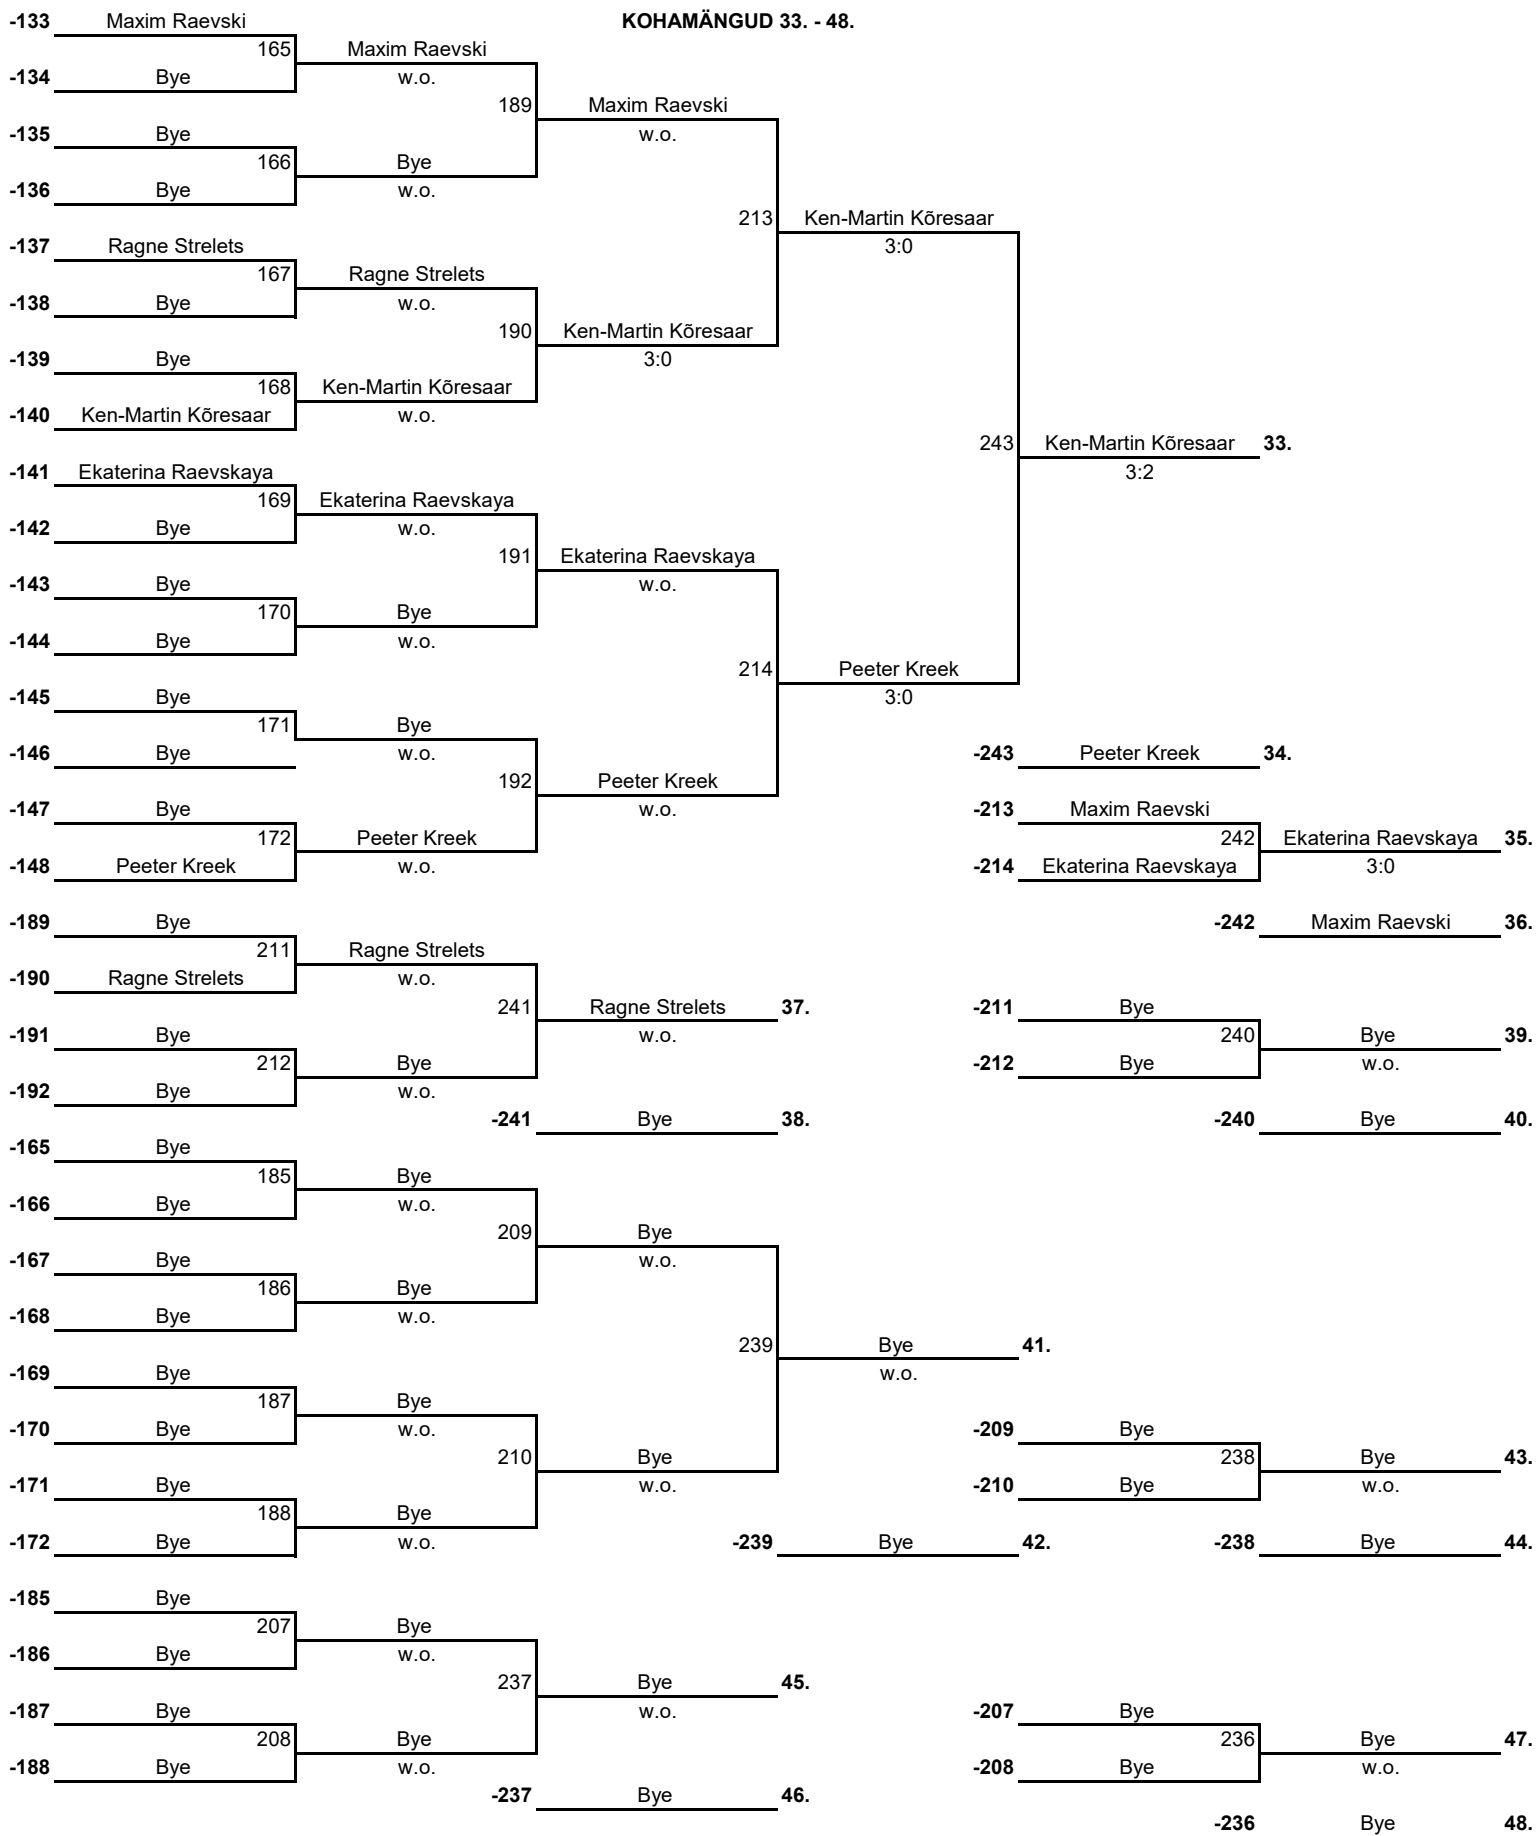 -133 Maxim Raevski KOHAMÄNGUD 33. - 48.
165 Maxim Raevski
-134 Bye w.o.
189 Maxim Raevski
-135 Bye w.o.
166 Bye
-136 Bye w.o.
213 Ken-Martin Kõresaar
-137 Ragne Strelets 3:0
167 Ragne Strelets
-138 Bye w.o.
190 Ken-Martin Kõresaar
-139 Bye 3:0
168 Ken-Martin Kõresaar
-140 Ken-Martin Kõresaar w.o.
243 Ken-Martin Kõresaar 33.
-141 Ekaterina Raevskaya 3:2
169 Ekaterina Raevskaya
-142 Bye w.o.
191 Ekaterina Raevskaya
-143 Bye w.o.
170 Bye
-144 Bye w.o.
214 Peeter Kreek
-145 Bye 3:0
171 Bye
-146 Bye w.o. -243 Peeter Kreek 34.
192 Peeter Kreek
-147 Bye w.o. -213 Maxim Raevski
172 Peeter Kreek 242 Ekaterina Raevskaya 35.
-148 Peeter Kreek w.o. -214 Ekaterina Raevskaya 3:0
-189 Bye -242 Maxim Raevski 36.
211 Ragne Strelets
-190 Ragne Strelets w.o.
241 Ragne Strelets 37. -211 Bye
-191 Bye w.o. 240 Bye 39.
212 Bye -212 Bye w.o.
-192 Bye w.o.
-241 Bye 38. -240 Bye 40.
-165 Bye
185 Bye
-166 Bye w.o.
209 Bye
-167 Bye w.o.
186 Bye
-168 Bye w.o.
239 Bye 41.
-169 Bye w.o.
187 Bye
-170 Bye w.o. -209 Bye
210 Bye 238 Bye 43.
-171 Bye w.o. -210 Bye w.o.
188 Bye
-172 Bye w.o. -239 Bye 42. -238 Bye 44.
-185 Bye
207 Bye
-186 Bye w.o.
237 Bye 45.
-187 Bye w.o. -207 Bye
208 Bye 236 Bye 47.
-188 Bye w.o. -208 Bye w.o.
-237 Bye 46.
-236 Bye 48.